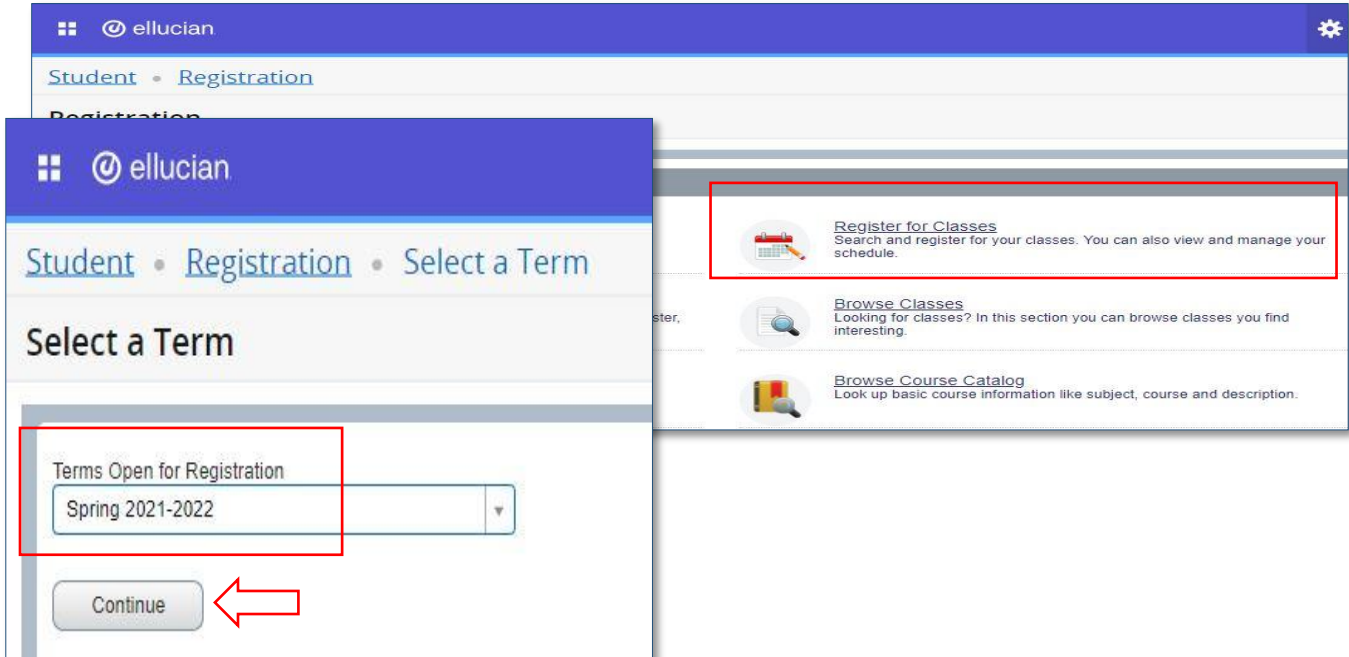 ellucian
Student • Registration
Registration
Register for Classes
Search and register for your classes. You can also view and manage your
schedule.
ster,
Browse Classes
Looking for classes? In this section you can browse classes you find
interesting.
Browse Course Catalog
Look up basic course information like subject, course and description.
ellucian
Student • Registration • Select a Term
Select a Term
Terms Open for Registration
Spring 2021-2022
Continue